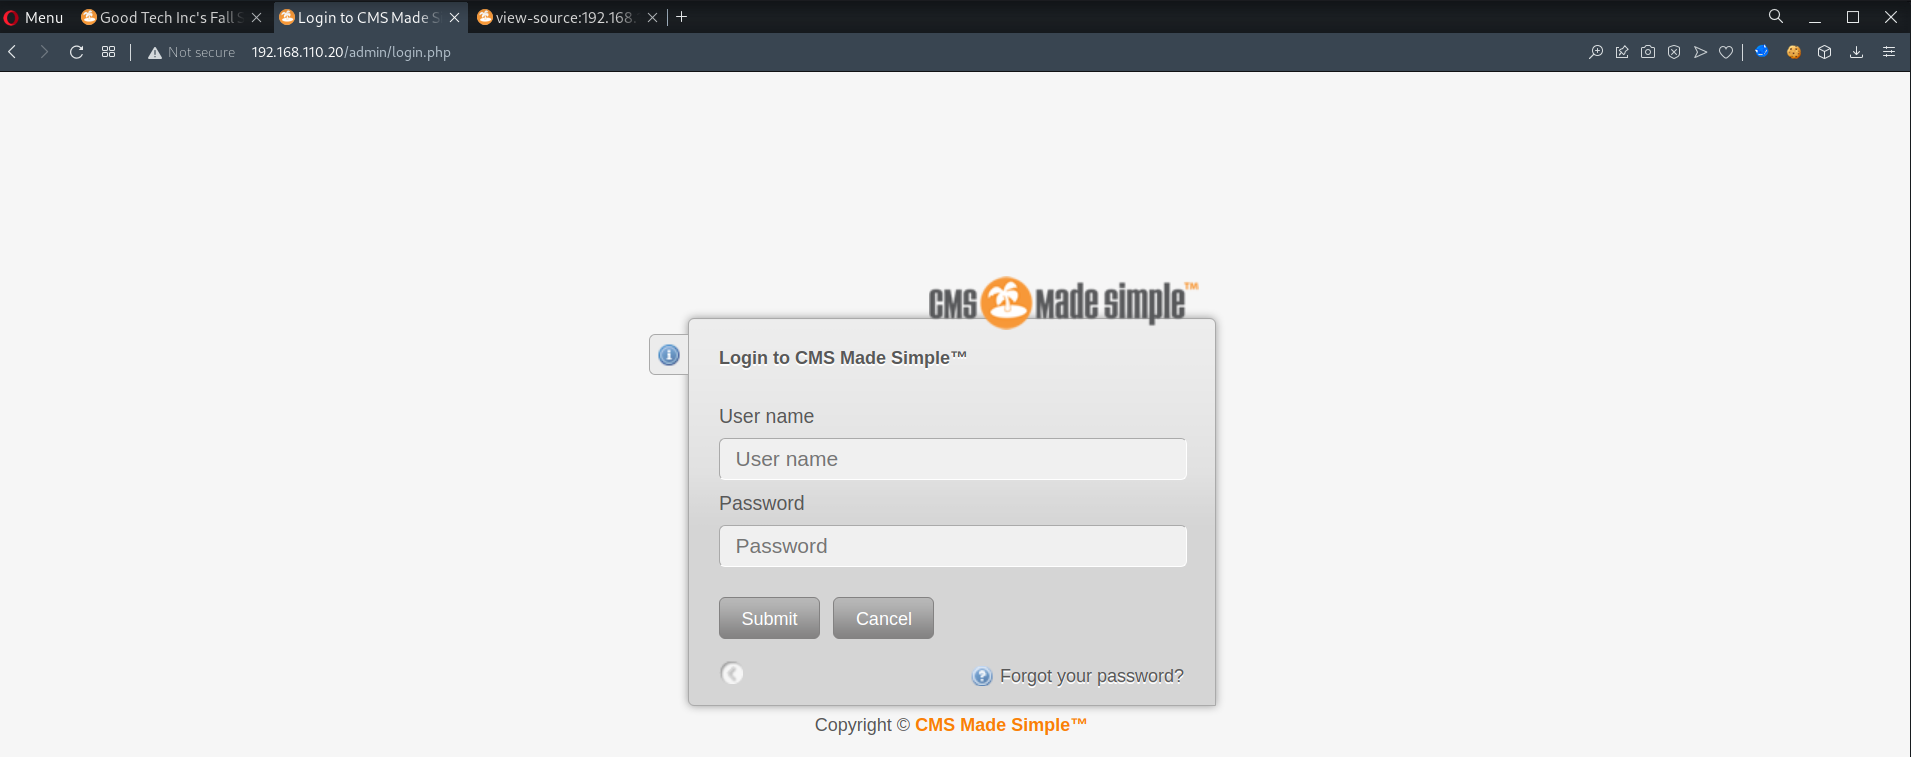 Menu Good Tech Inc's Fall S Login to CMS Made S view-source:192.168.
Not secure 192.168.110.20/admin/login.php
CMS Made simple™
Login to CMS Made Simple™
User name
User name
Password
Password
Submit Cancel
Forgot your password?
Copyright © CMS Made Simple™